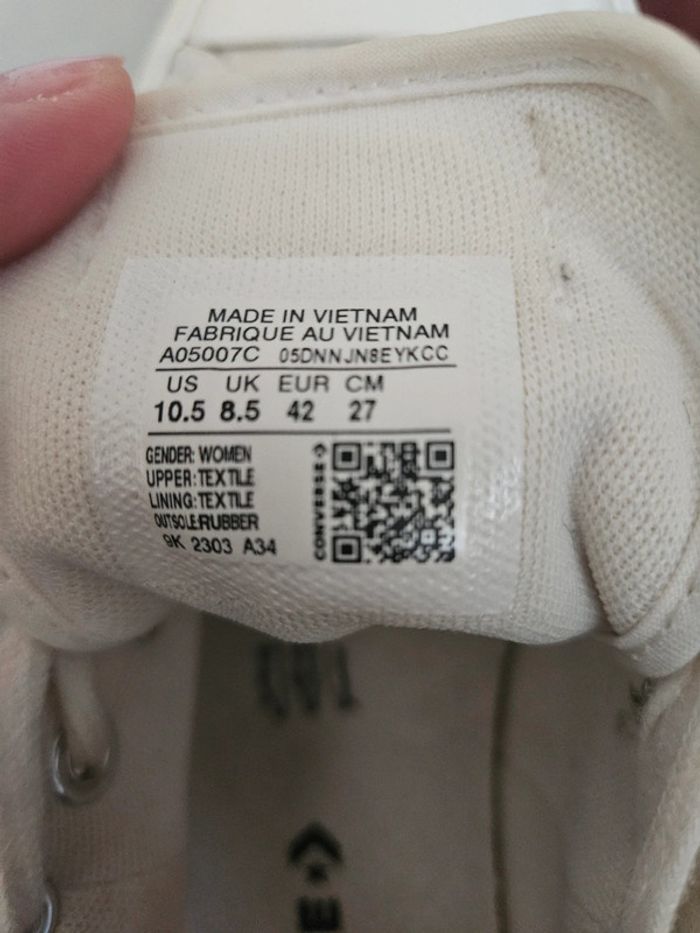 MADE IN VIETNAM
FABRIQUE AU VIETNAM
A05007C 05DNNJN8EYKCC
US UK EUR CM
10.5 8.5 42 27
GENDER: WOMEN
UPPER:TEXTILE
LINING:TEXTILE
OUTSOLE:RUBBER
9K 2303 A34
CONVERSE